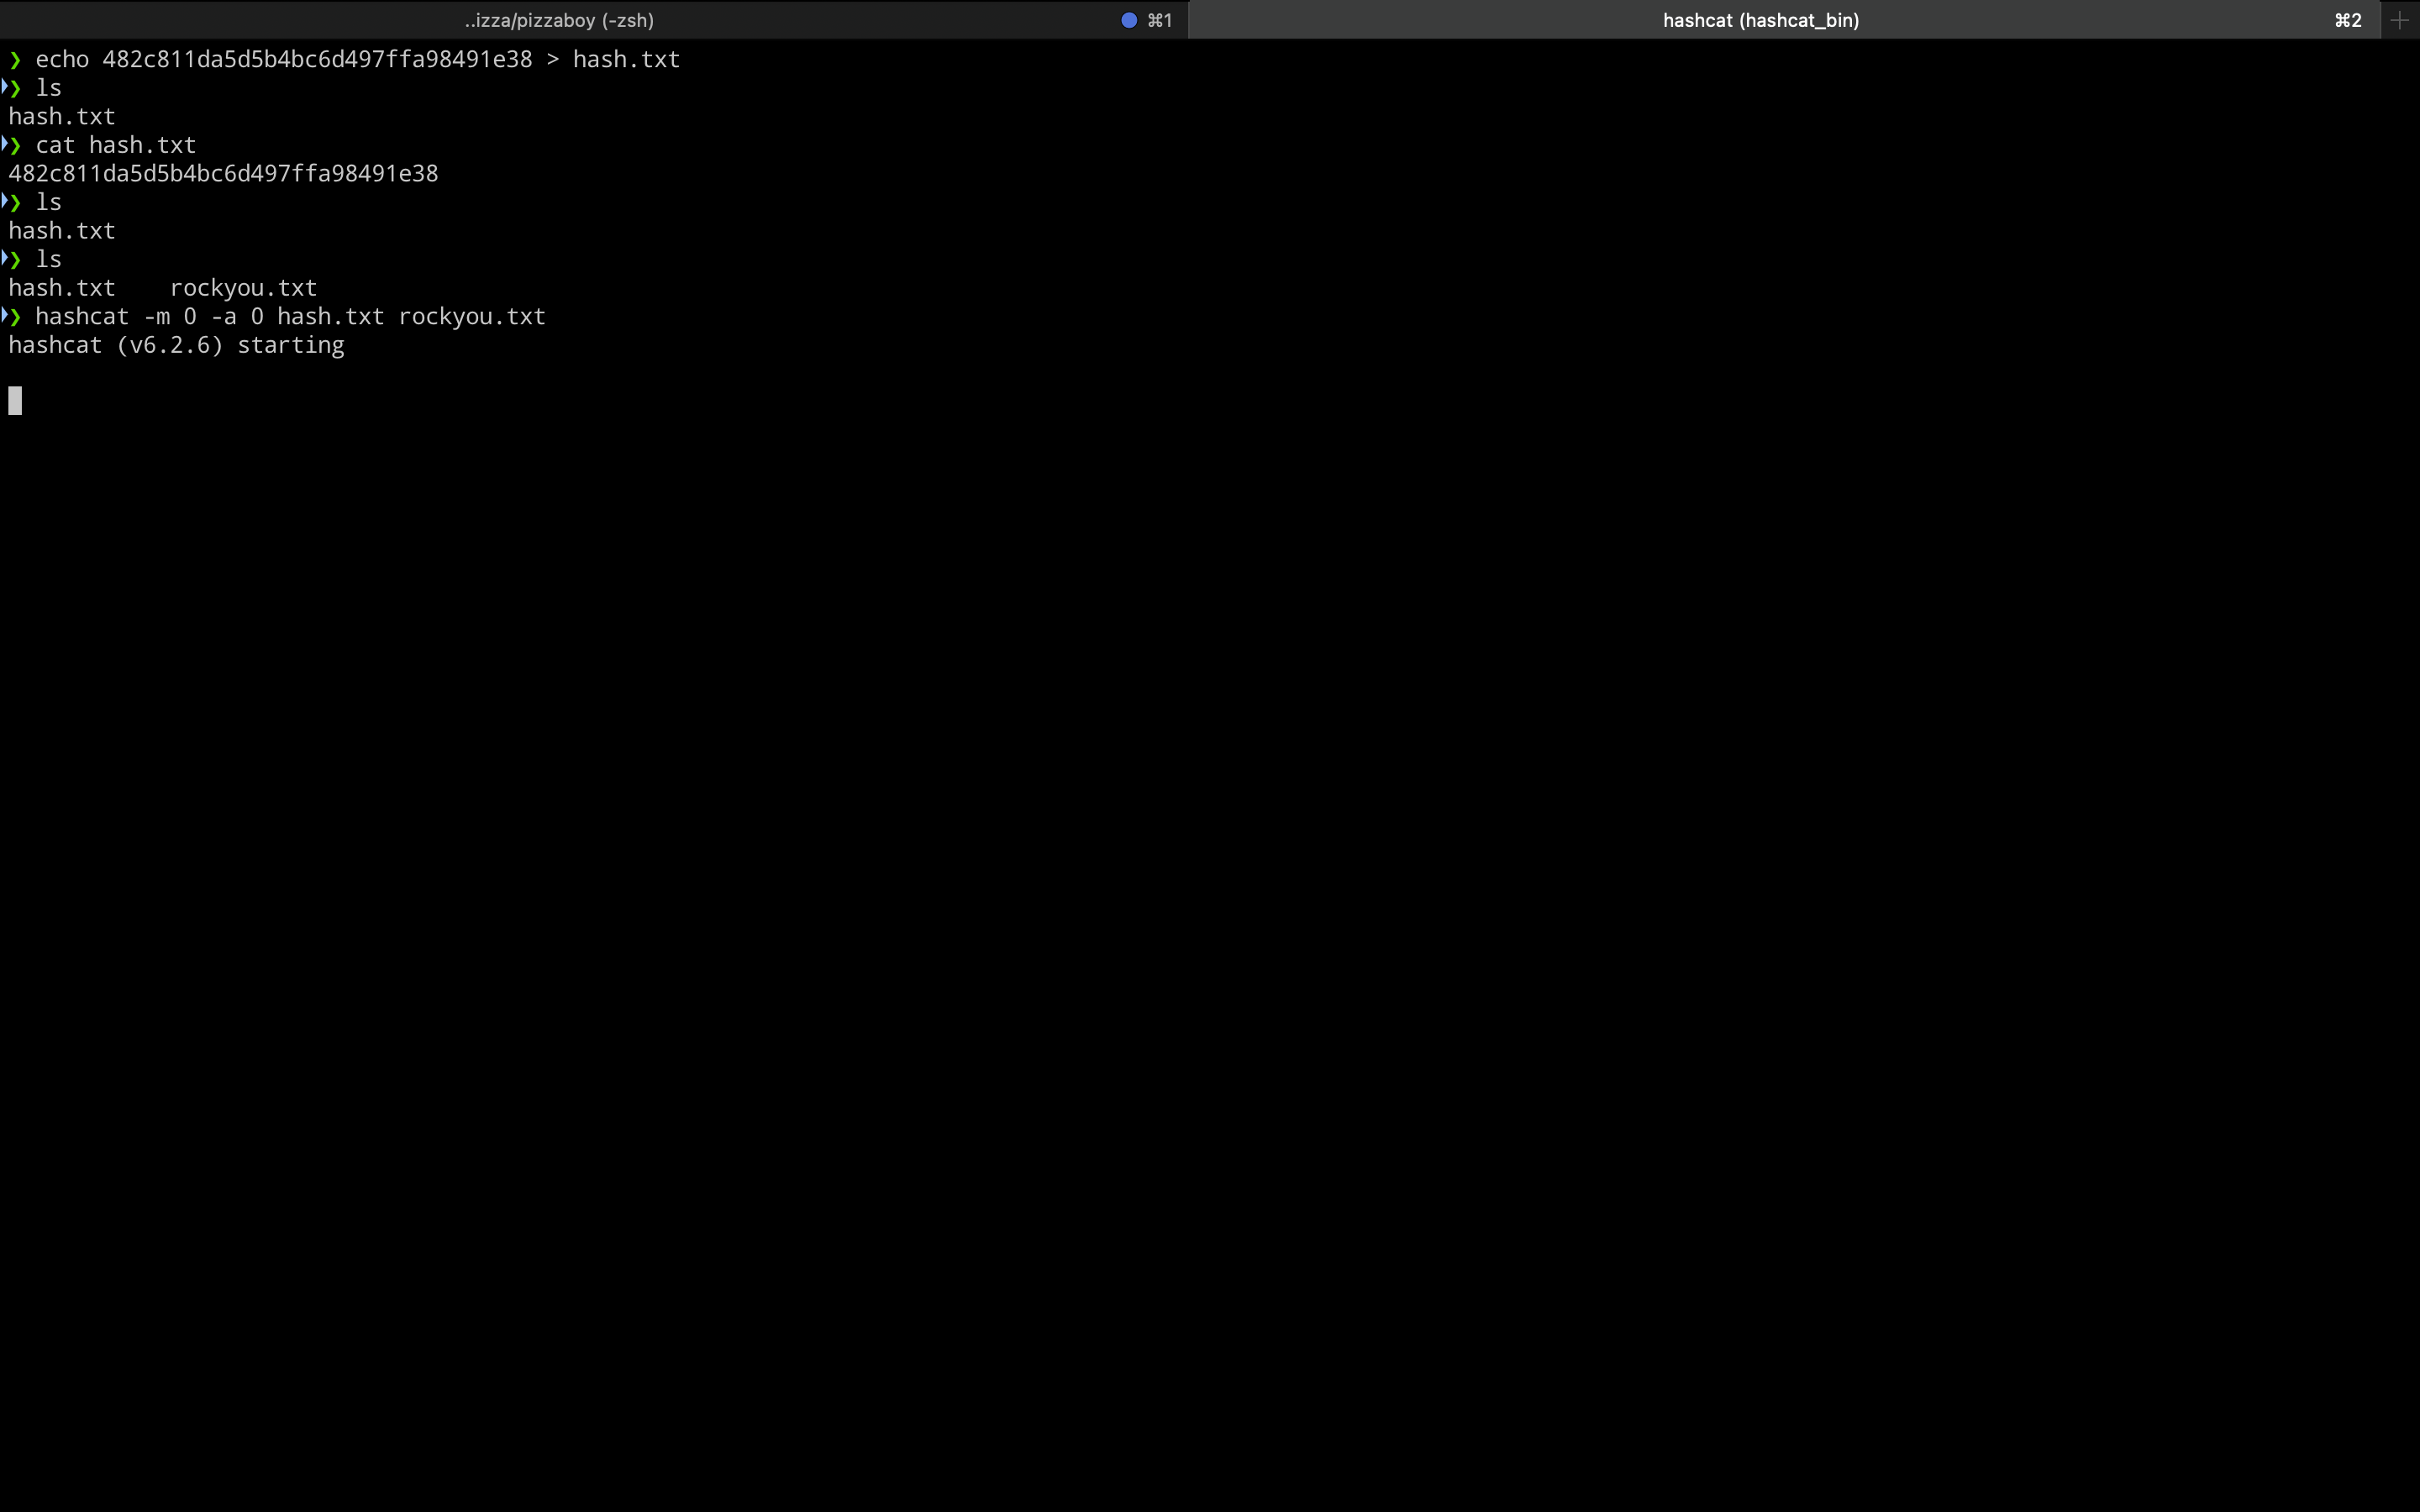 ..izza/pizzaboy (-zsh) ⌘1 hashcat (hashcat_bin) ⌘2 +
❯ echo 482c811da5d5b4bc6d497ffa98491e38 > hash.txt
❯ ls
hash.txt
❯ cat hash.txt
482c811da5d5b4bc6d497ffa98491e38
❯ ls
hash.txt
❯ ls
hash.txt    rockyou.txt
❯ hashcat -m 0 -a 0 hash.txt rockyou.txt
hashcat (v6.2.6) starting